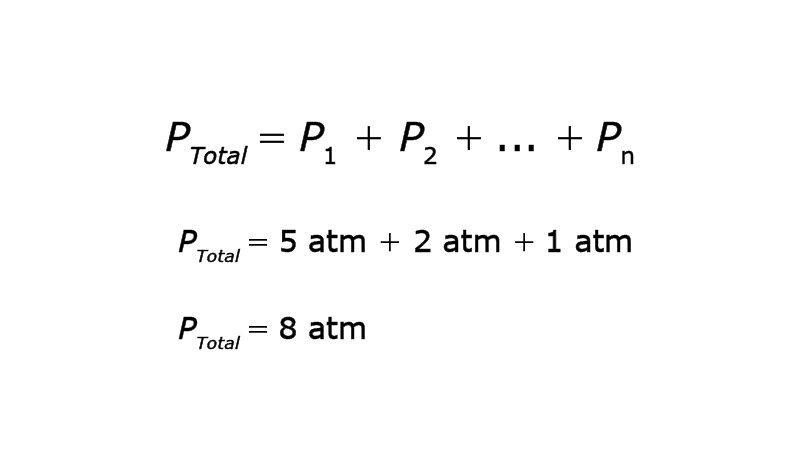 P_Total = P_1 + P_2 + ... + P_n
P_Total = 5 atm + 2 atm + 1 atm
P_Total = 8 atm